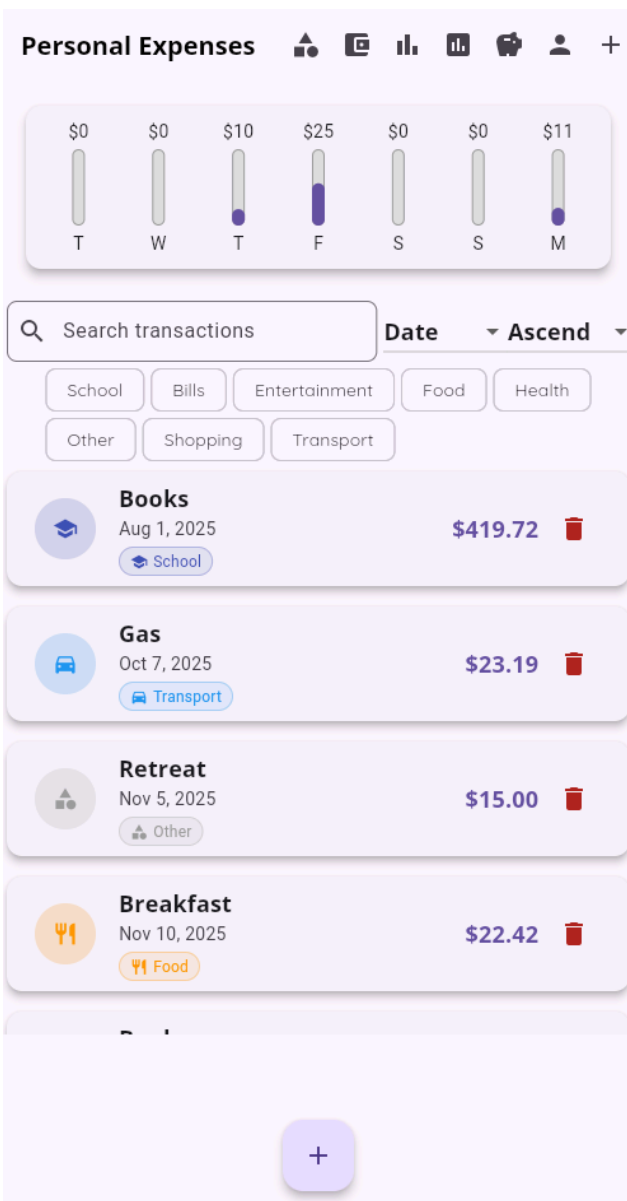 Personal Expenses
$0 $0 $10 $25 $0 $0 $11
T W T F S S M
Search transactions Date Ascend
School Bills Entertainment Food Health
Other Shopping Transport
Books
Aug 1, 2025 $419.72
School
Gas
Oct 7, 2025 $23.19
Transport
Retreat
Nov 5, 2025 $15.00
Other
Breakfast
Nov 10, 2025 $22.42
Food